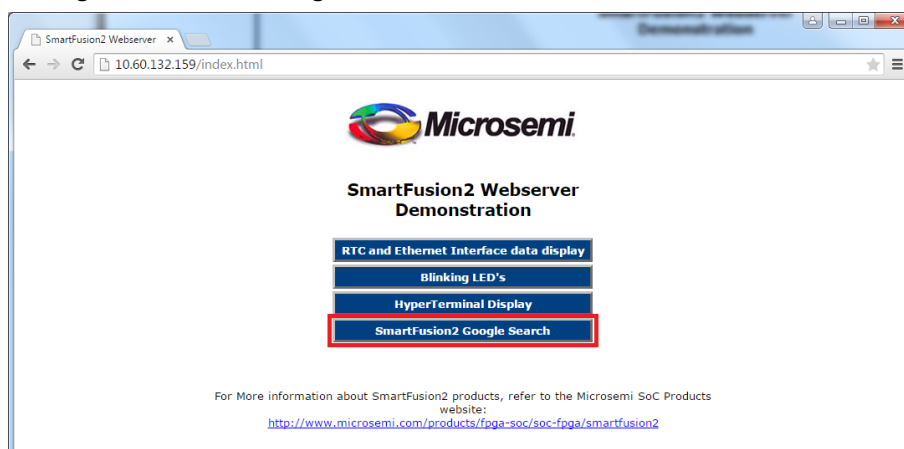 SmartFusion2 Webserver
10.60.132.159/index.html
Microsemi.
SmartFusion2 Webserver
Demonstration
RTC and Ethernet Interface data display
Blinking LED's
HyperTerminal Display
SmartFusion2 Google Search
For More information about SmartFusion2 products, refer to the Microsemi SoC Products
website:
http://www.microsemi.com/products/fpga-soc/soc-fpga/smartfusion2